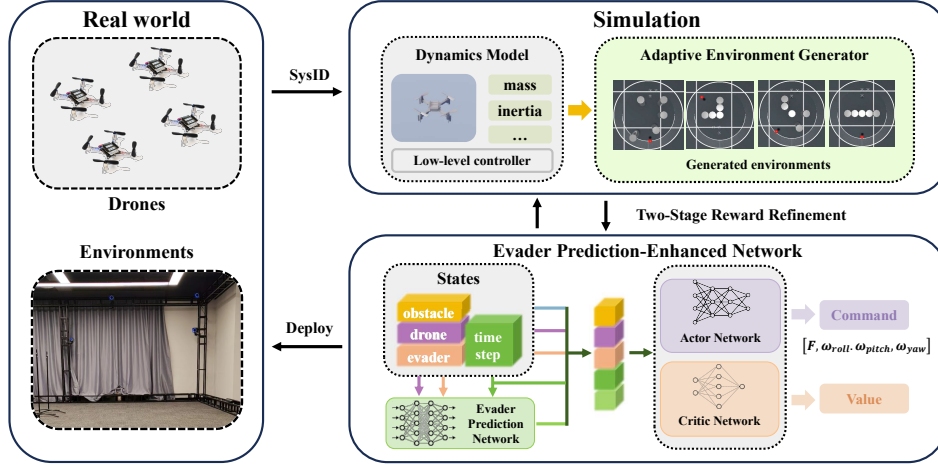 Real world
Drones
Environments
SysID
Deploy
Simulation
Dynamics Model
mass
inertia
...
Low-level controller
Adaptive Environment Generator
Generated environments
Two-Stage Reward Refinement
Evader Prediction-Enhanced Network
States
obstacle
drone
evader
time
step
Evader
Prediction
Network
Actor Network
Critic Network
Command
[F, ω_roll. ω_pitch, ω_yaw]
Value